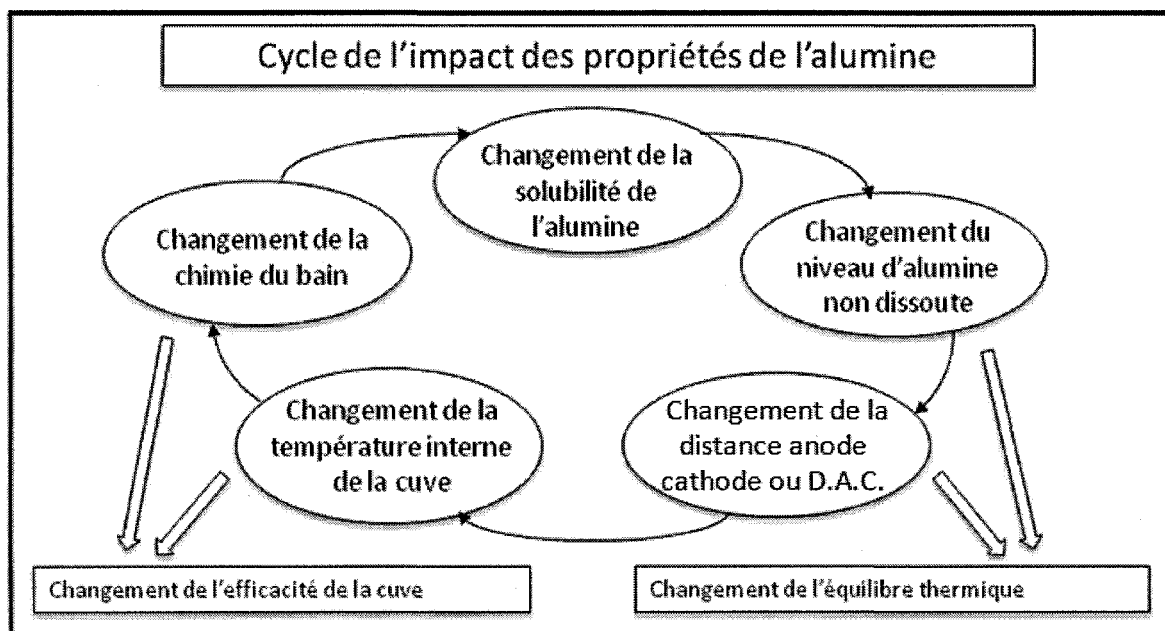 Cycle de l'impact des propriétés de l'alumine
Changement de la
solubilité de
l'alumine
Changement du
niveau d'alumine
non dissoute
Changement de la
distance anode
cathode ou D.A.C.
Changement de la
température interne
de la cuve
Changement de la
chimie du bain
Changement de l'efficacité de la cuve
Changement de l'équilibre thermique